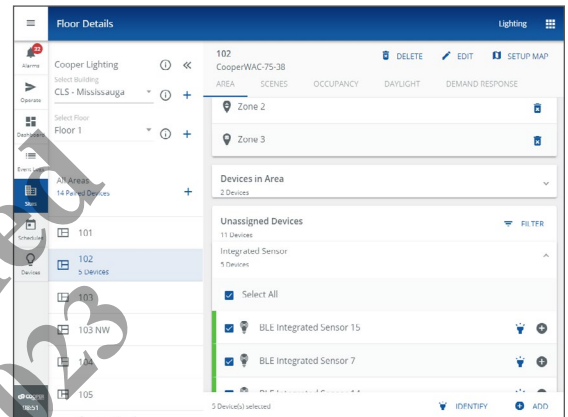 Floor Details
Lighting
22
Alarms
Operate
Dashboard
Event Logs
Sites
Schedules
Devices
08:51
Cooper Lighting
Select Building
CLS - Mississauga
Select Floor
Floor 1
All Areas
14 Paired Devices
101
102
5 Devices
103
103 NW
104
105
102
CooperWAC-75-38
DELETE
EDIT
SETUP MAP
AREA
SCENES
OCCUPANCY
DAYLIGHT
DEMAND RESPONSE
Zone 2
Zone 3
Devices in Area
2 Devices
Unassigned Devices
11 Devices
FILTER
Integrated Sensor
5 Devices
Select All
BLE Integrated Sensor 15
BLE Integrated Sensor 7
5 Device(s) selected
IDENTIFY
ADD